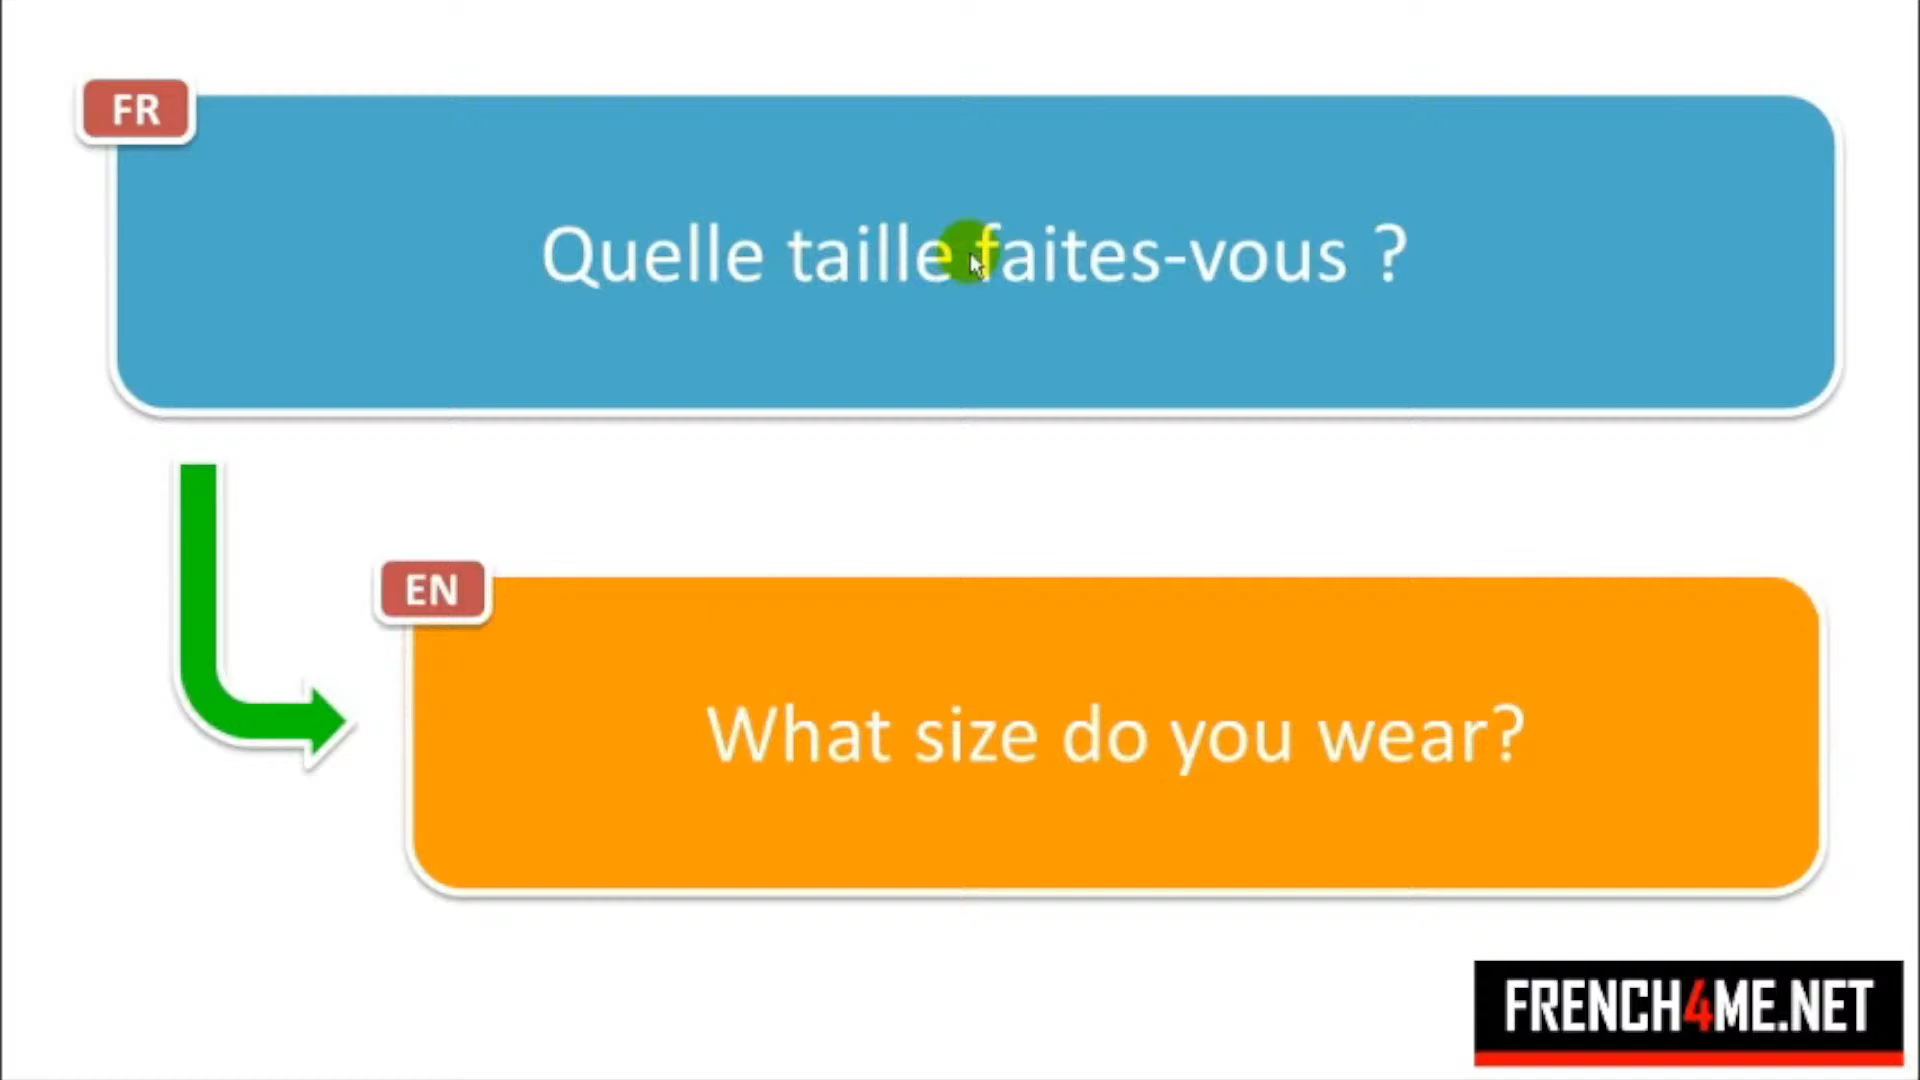 FR
Quelle taille faites-vous ?
EN
What size do you wear?
FRENCH4ME.NET